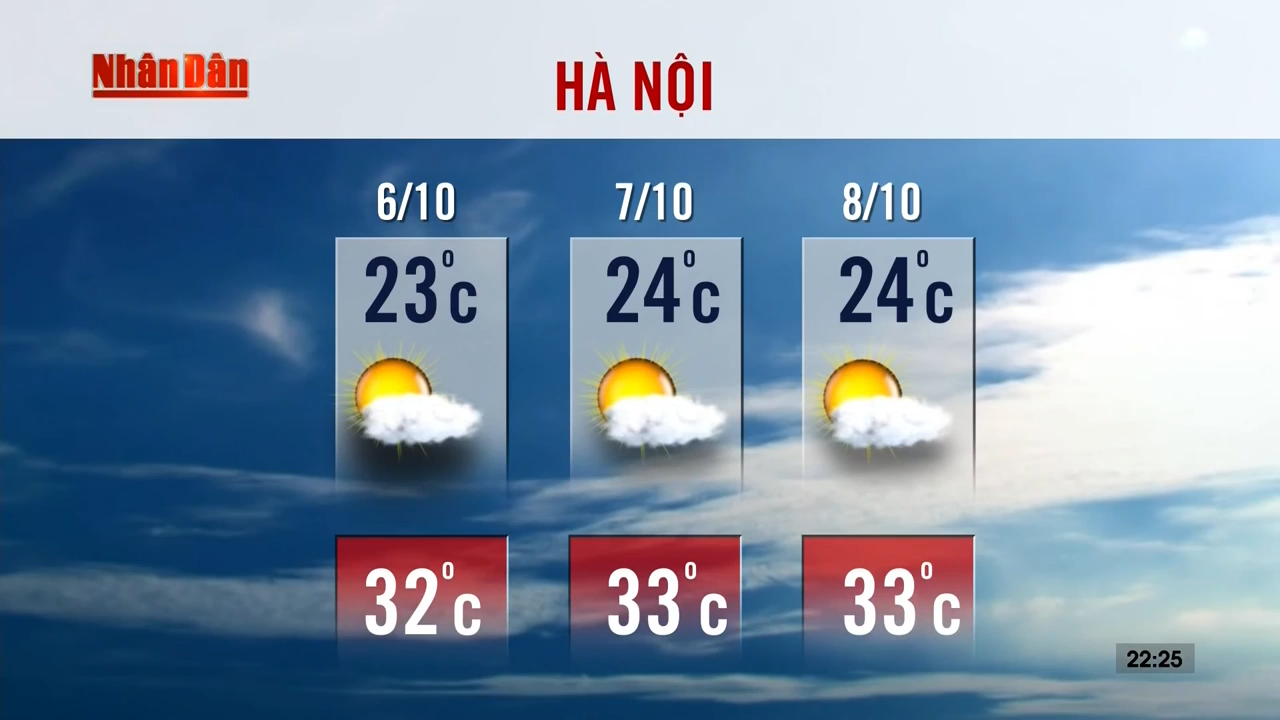 Nhân Dân
HÀ NỘI
6/10 7/10 8/10
23°C 24°C 24°C
32°C 33°C 33°C
22:25